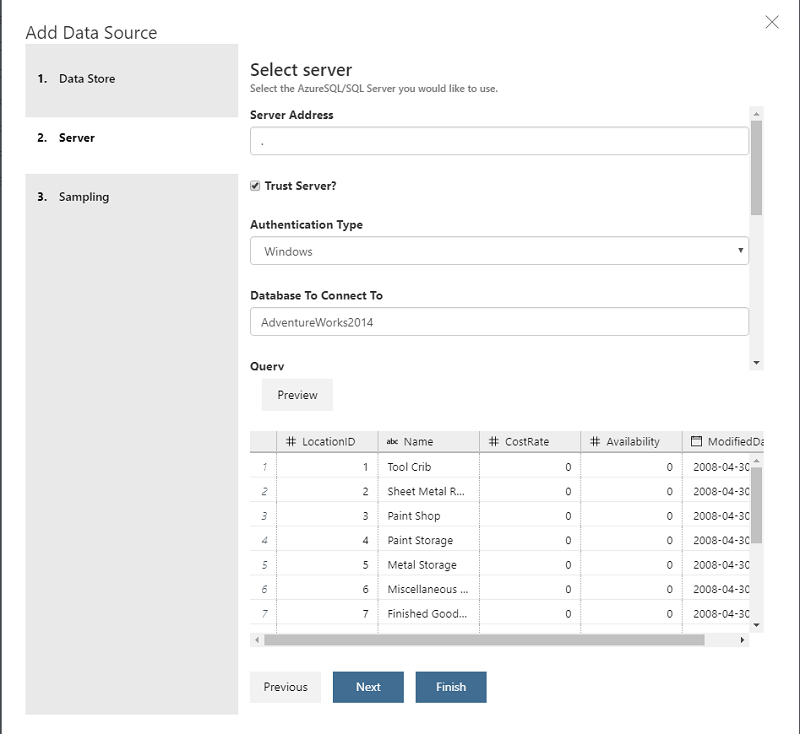 Add Data Source
1. Data Store
2. Server
3. Sampling
Select server
Select the AzureSQL/SQL Server you would like to use.
Server Address
.
Trust Server?
Authentication Type
Windows
Database To Connect To
AdventureWorks2014
Query
Preview
# LocationID abc Name # CostRate # Availability ModifiedDa
1 1 Tool Crib 0 0 2008-04-30
2 2 Sheet Metal R... 0 0 2008-04-30
3 3 Paint Shop 0 0 2008-04-30
4 4 Paint Storage 0 0 2008-04-30
5 5 Metal Storage 0 0 2008-04-30
6 6 Miscellaneous ... 0 0 2008-04-30
7 7 Finished Good... 0 0 2008-04-30
Previous Next Finish